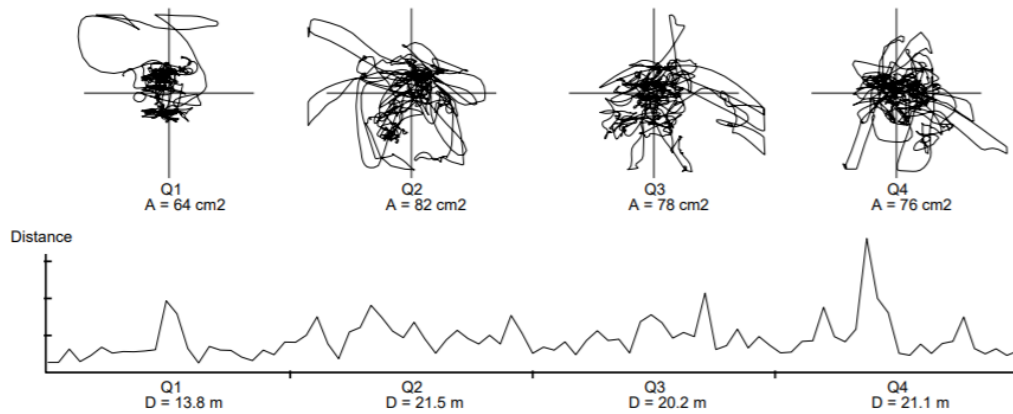 Q1
A = 64 cm2
Q2
A = 82 cm2
Q3
A = 78 cm2
Q4
A = 76 cm2
Distance
Q1
D = 13.8 m
Q2
D = 21.5 m
Q3
D = 20.2 m
Q4
D = 21.1 m